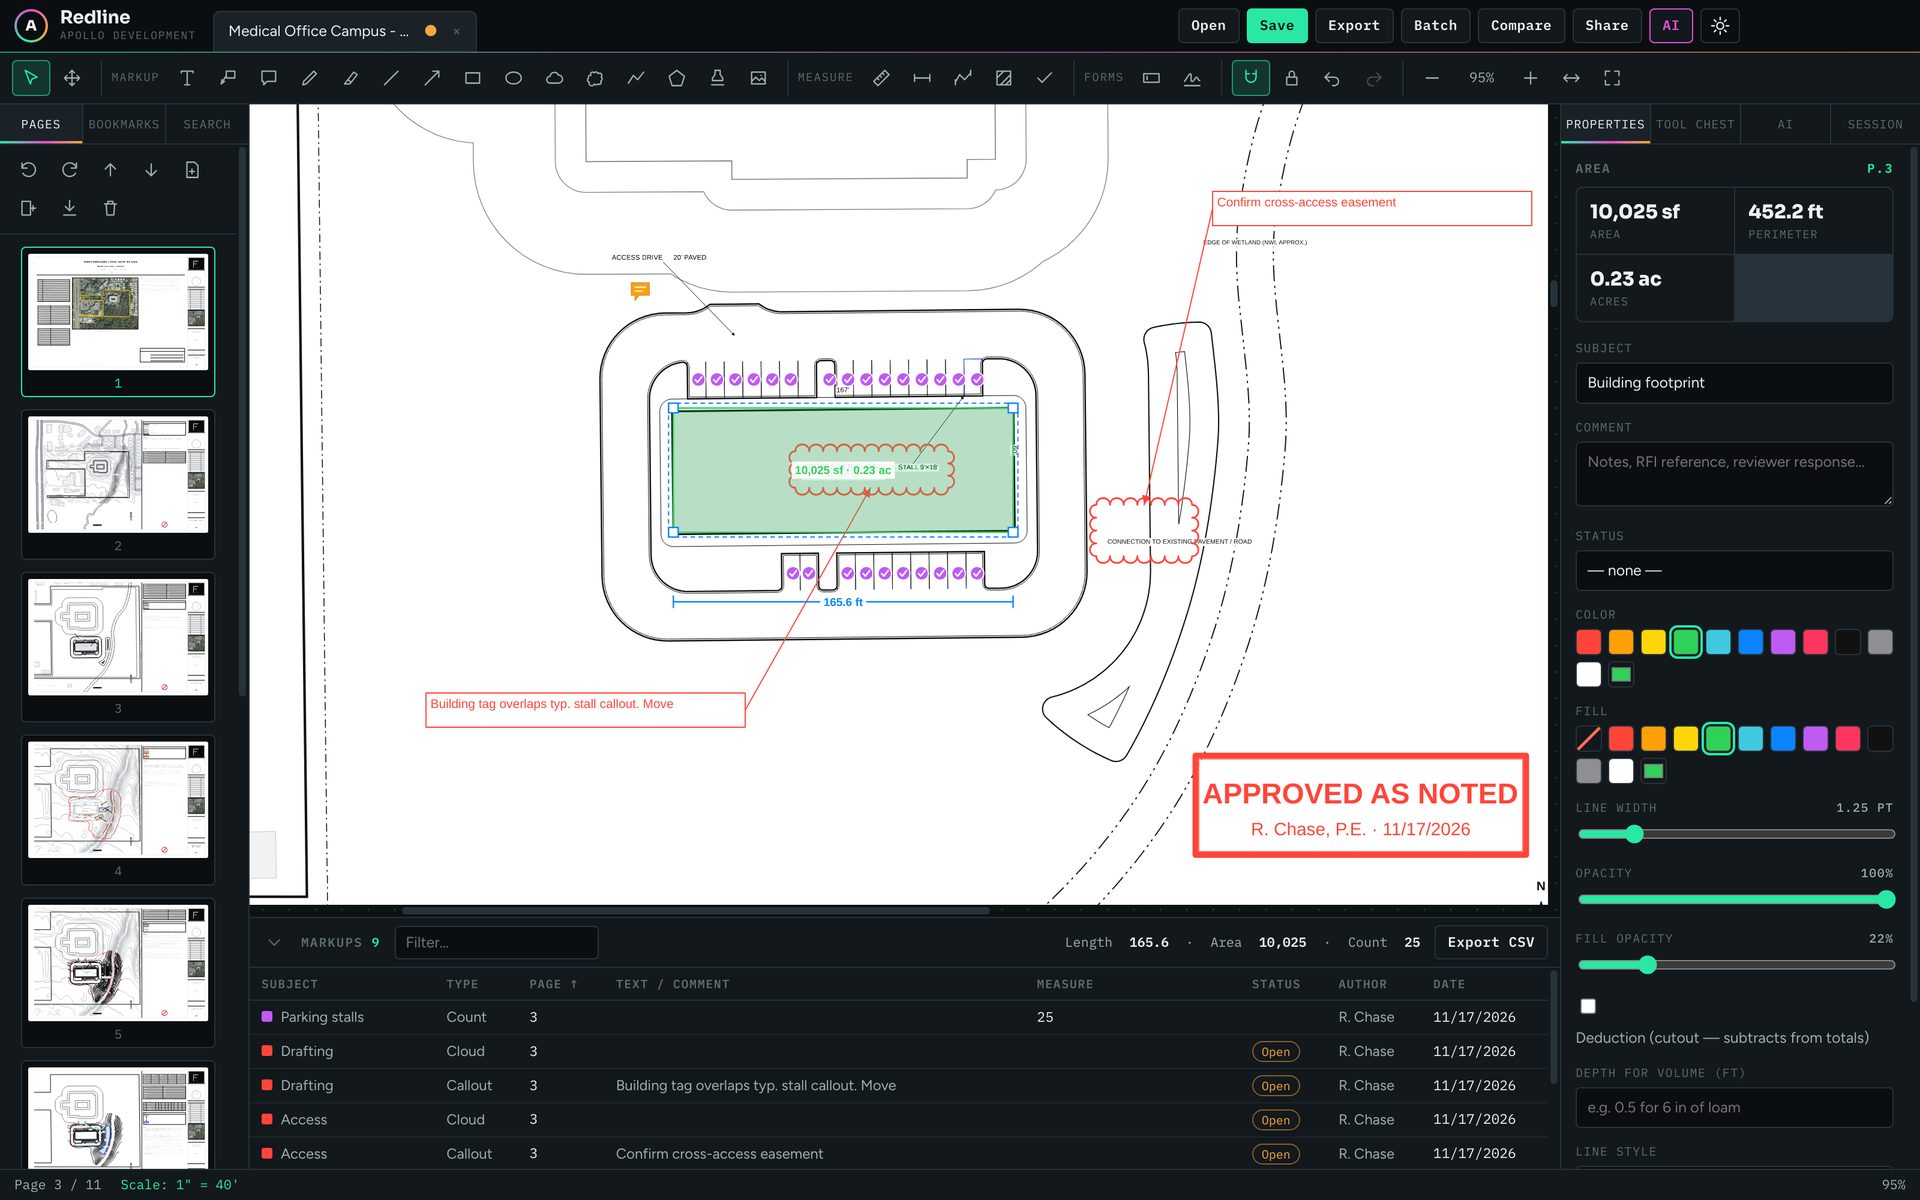 A
Redline
APOLLO DEVELOPMENT
Medical Office Campus - ...
×
Open
Save
Export
Batch
Compare
Share
AI
MARKUP
MEASURE
FORMS
95%
PAGES
BOOKMARKS
SEARCH
1
2
3
4
5
ACCESS DRIVE 20' PAVED
Confirm cross-access easement
EDGE OF WETLAND (NWI, APPROX.)
167'
10,025 sf · 0.23 ac
STALL 9'×18'
165.6 ft
CONNECTION TO EXISTING PAVEMENT / ROAD
Building tag overlaps typ. stall callout. Move
APPROVED AS NOTED
R. Chase, P.E. · 11/17/2026
N
PROPERTIES
TOOL CHEST
AI
SESSION
AREA
P.3
10,025 sf
AREA
452.2 ft
PERIMETER
0.23 ac
ACRES
SUBJECT
Building footprint
COMMENT
Notes, RFI reference, reviewer response...
STATUS
— none —
COLOR
FILL
LINE WIDTH
1.25 PT
OPACITY
100%
FILL OPACITY
22%
Deduction (cutout — subtracts from totals)
DEPTH FOR VOLUME (FT)
e.g. 0.5 for 6 in of loam
LINE STYLE
MARKUPS 9
Filter...
Length 165.6 · Area 10,025 · Count 25
Export CSV
SUBJECT TYPE PAGE ↑ TEXT / COMMENT MEASURE STATUS AUTHOR DATE
Parking stalls Count 3 25 R. Chase 11/17/2026
Drafting Cloud 3 Open R. Chase 11/17/2026
Drafting Callout 3 Building tag overlaps typ. stall callout. Move Open R. Chase 11/17/2026
Access Cloud 3 Open R. Chase 11/17/2026
Access Callout 3 Confirm cross-access easement Open R. Chase 11/17/2026
Page 3 / 11
Scale: 1" = 40'
95%